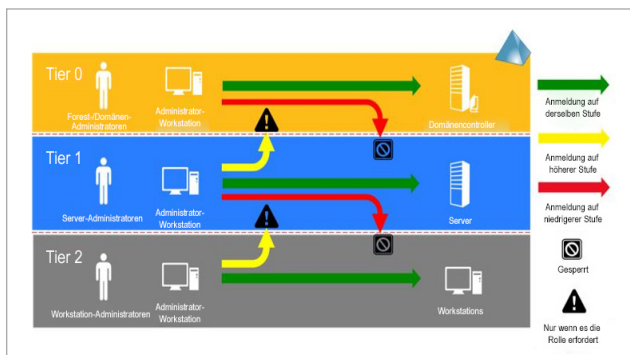 Tier 0
Forest-/Domänen-
Administratoren
Administrator-
Workstation
Domänencontroller
Tier 1
Server-Administratoren
Administrator-
Workstation
Server
Tier 2
Workstation-Administratoren
Administrator-
Workstation
Workstations
Anmeldung auf
derselben Stufe
Anmeldung auf
höherer Stufe
Anmeldung auf
niedrigerer Stufe
Gesperrt
Nur wenn es die
Rolle erfordert